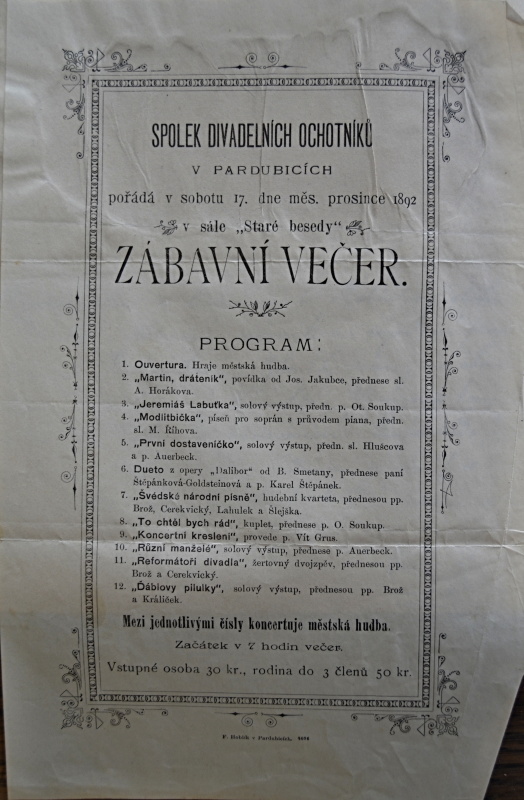 SPOLEK DIVADELNÍCH OCHOTNÍKŮ
V PARDUBICÍCH
pořádá v sobotu 17. dne měs. prosince 1892
v sále „Staré besedy“
ZÁBAVNÍ VEČER.
PROGRAM:
1. Ouvertura. Hraje městská hudba.
2. „Martin, dráteník“, povídka od Jos. Jakubce, přednese sl.
A. Horákova.
3. „Jeremiáš Labuťka“, solový výstup, předn. p. Ot. Soukup.
4. „Modlitbička“, píseň pro soprán s průvodem piana, předn.
sl. M. Říhova.
5. „První dostaveníčko“, solový výstup, předn. sl. Hlušcova
a p. Auerbeck.
6. Dueto z opery „Dalibor“ od B. Smetany, přednese paní
Štěpánková-Goldsteinová a p. Karel Štěpánek.
7. „Švédské národní písně“, hudební kvarteta, přednesou pp.
Brož, Cerekvický, Lahulek a Šlejška.
8. „To chtěl bych rád“, kuplet, přednese p. O. Soukup.
9. „Koncertní kreslení“, provede p. Vít Grus.
10. „Různí manželé“, solový výstup, přednese p. Auerbeck.
11. „Reformátoři divadla“, žertovný dvojzpěv, přednesou pp.
Brož a Cerekvický.
12. „Ďáblovy pilulky“, solový výstup, přednesou pp. Brož
a Králíček.
Mezi jednotlivými čísly koncertuje městská hudba.
Začátek v 7 hodin večer.
Vstupné osoba 30 kr., rodina do 3 členů 50 kr.
F. v Pardubicích.